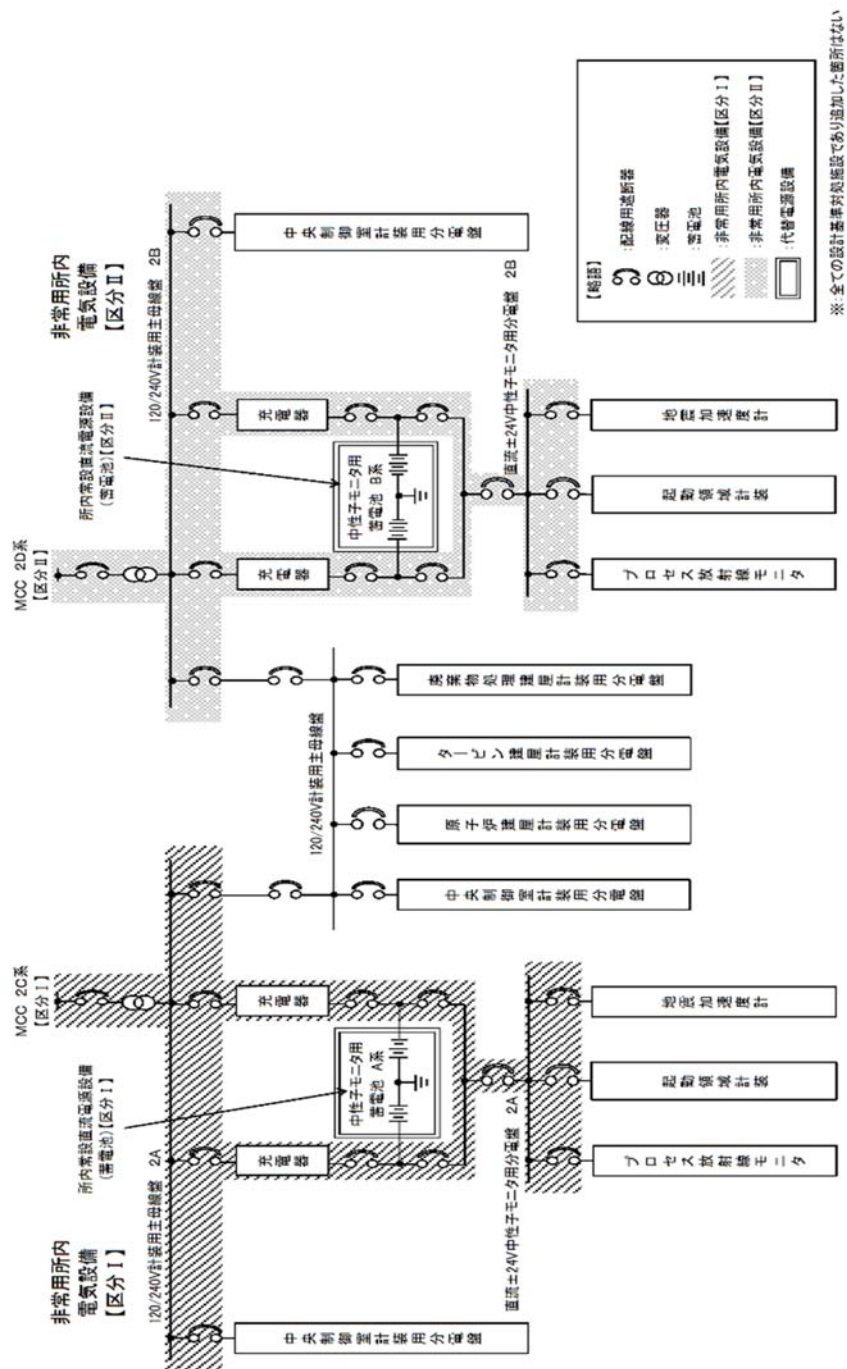 非常用所内
電気設備
【区分Ⅰ】
120/240V計装用主母線盤 2A
所内常設直流電源設備
(蓄電池)【区分Ⅰ】
MCC 2C系
【区分Ⅰ】
充電器
充電器
中性子モニタ用
蓄電池 A系
直流±24V中性子モニタ用分電盤 2A
中央制御室計装用分電盤
プロセス放射線モニタ
起動領域計装
地震加速度計
120/240V計装用主母線盤
中央制御室計装用分電盤
原子炉建屋計装用分電盤
タービン建屋計装用分電盤
廃棄物処理建屋計装用分電盤
MCC 2D系
【区分Ⅱ】
所内常設直流電源設備
(蓄電池)【区分Ⅱ】
非常用所内
電気設備
【区分Ⅱ】
120/240V計装用主母線盤 2B
充電器
充電器
中性子モニタ用
蓄電池 B系
直流±24V中性子モニタ用分電盤 2B
プロセス放射線モニタ
起動領域計装
地震加速度計
中央制御室計装用分電盤
【略語】
:配線用遮断器
:変圧器
:蓄電池
:非常用所内電気設備【区分Ⅰ】
:非常用所内電気設備【区分Ⅱ】
:代替電源設備
※:全ての設計基準対処施設であり追加した箇所はない